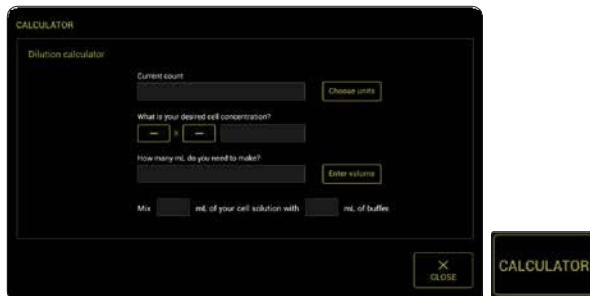 CALCULATOR
Dilution calculator
Current count
Choose units
What is your desired cell concentration?
— x —
How many mL do you need to make?
Enter volume
Mix mL of your cell solution with mL of buffer
X
CLOSE
CALCULATOR